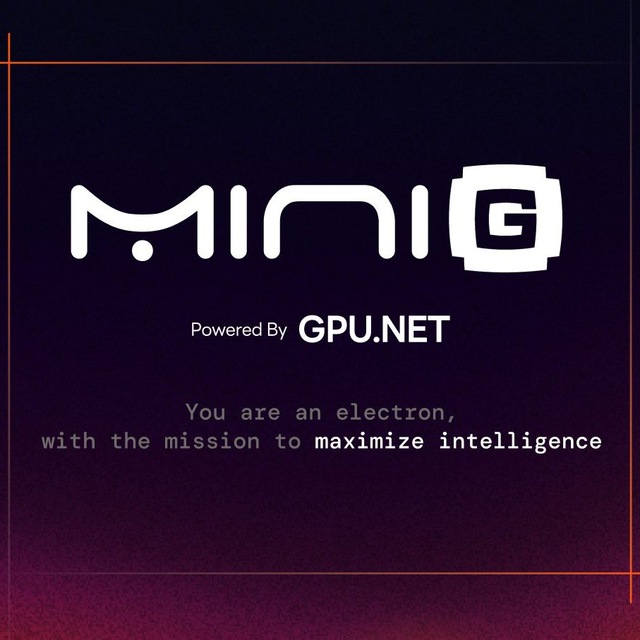 MINI G
Powered By GPU.NET
You are an electron,
with the mission to maximize intelligence